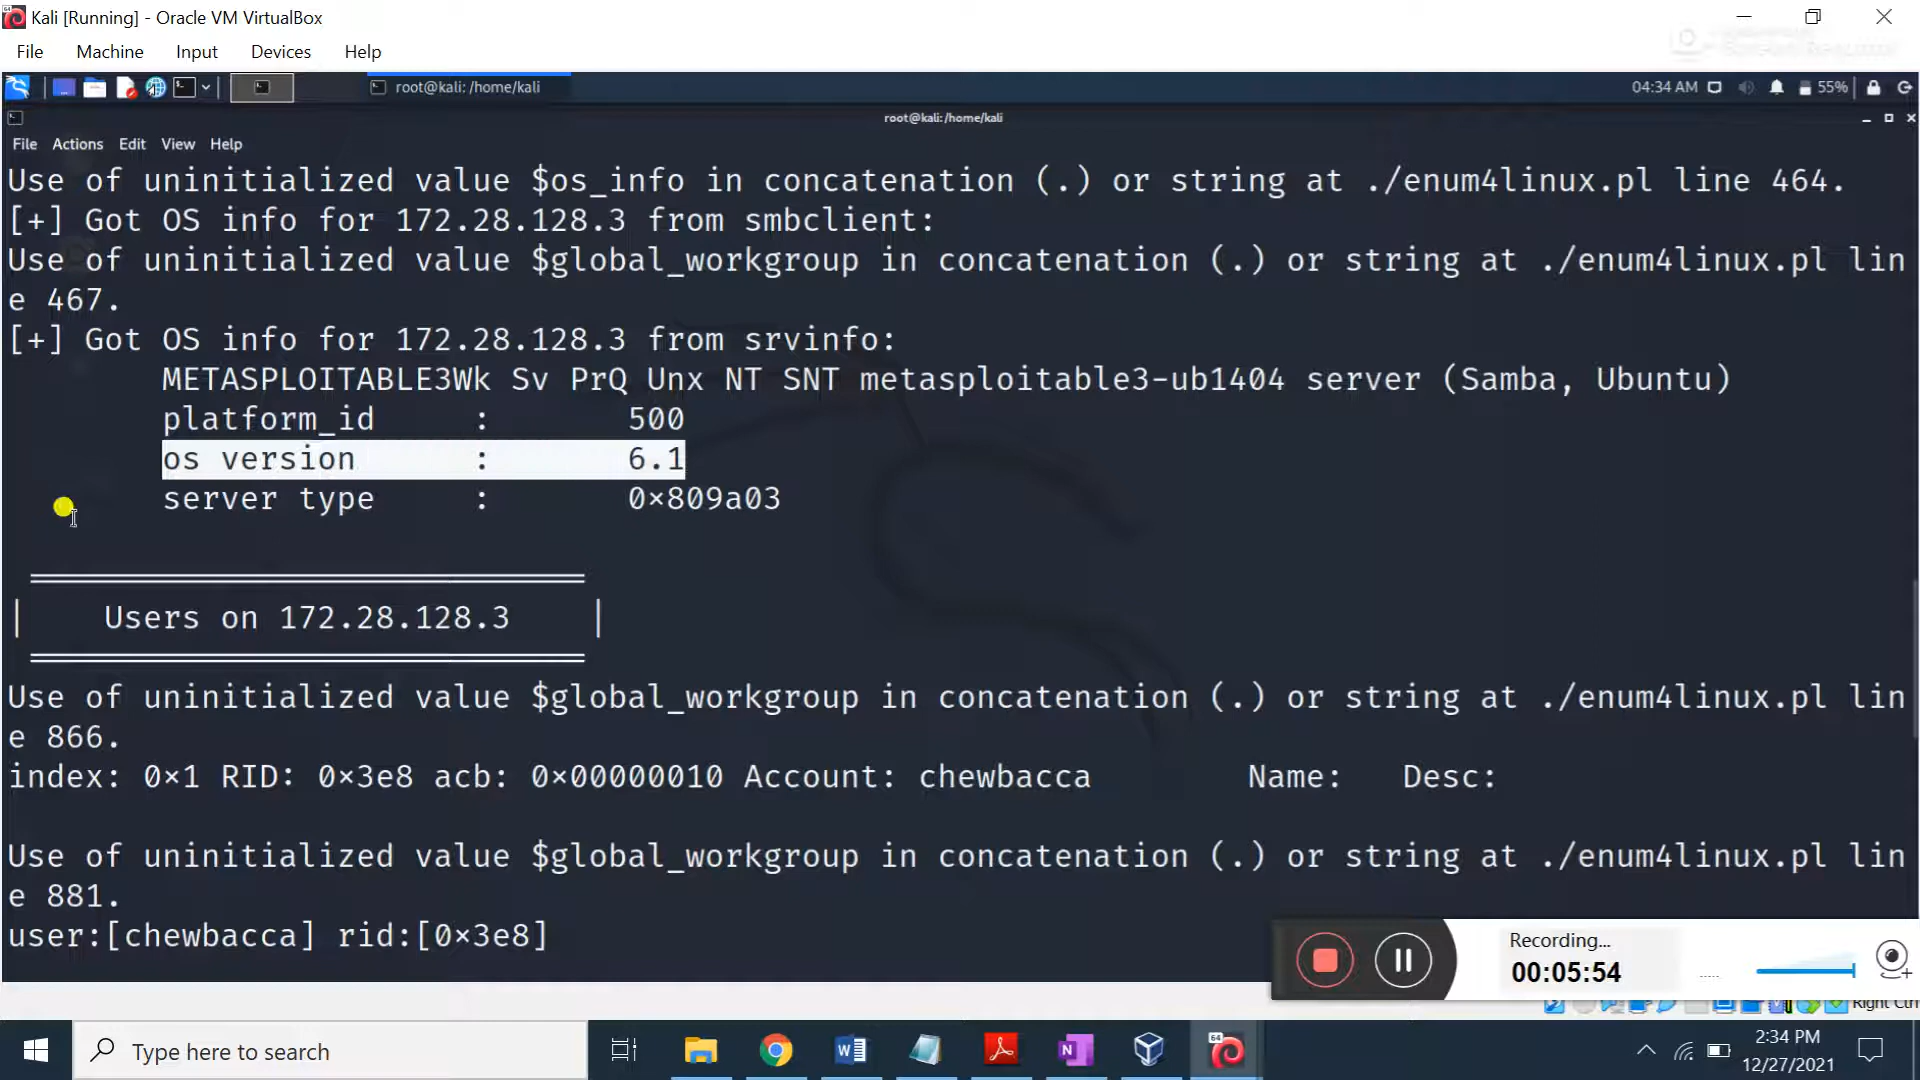 Kali [Running] - Oracle VM VirtualBox
File Machine Input Devices Help
root@kali: /home/kali
04:34 AM 55%
root@kali:/home/kali
File Actions Edit View Help
Use of uninitialized value $os_info in concatenation (.) or string at ./enum4linux.pl line 464.
[+] Got OS info for 172.28.128.3 from smbclient:
Use of uninitialized value $global_workgroup in concatenation (.) or string at ./enum4linux.pl lin
e 467.
[+] Got OS info for 172.28.128.3 from srvinfo:
METASPLOITABLE3Wk Sv PrQ Unx NT SNT metasploitable3-ub1404 server (Samba, Ubuntu)
platform_id : 500
os version : 6.1
server type : 0×809a03
| Users on 172.28.128.3 |
Use of uninitialized value $global_workgroup in concatenation (.) or string at ./enum4linux.pl lin
e 866.
index: 0×1 RID: 0×3e8 acb: 0×00000010 Account: chewbacca Name: Desc:
Use of uninitialized value $global_workgroup in concatenation (.) or string at ./enum4linux.pl lin
e 881.
user:[chewbacca] rid:[0×3e8]
Recording...
00:05:54
Right Ctrl
Type here to search
64
2:34 PM
12/27/2021